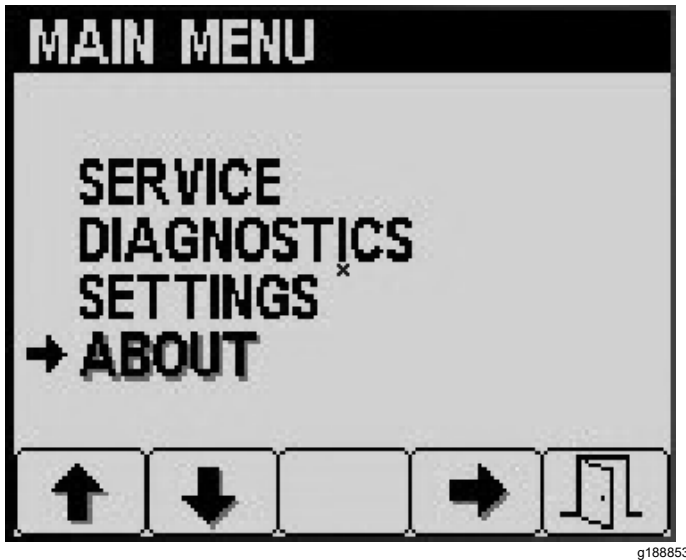 MAIN MENU
SERVICE
DIAGNOSTICS
SETTINGS
ABOUT
g188853